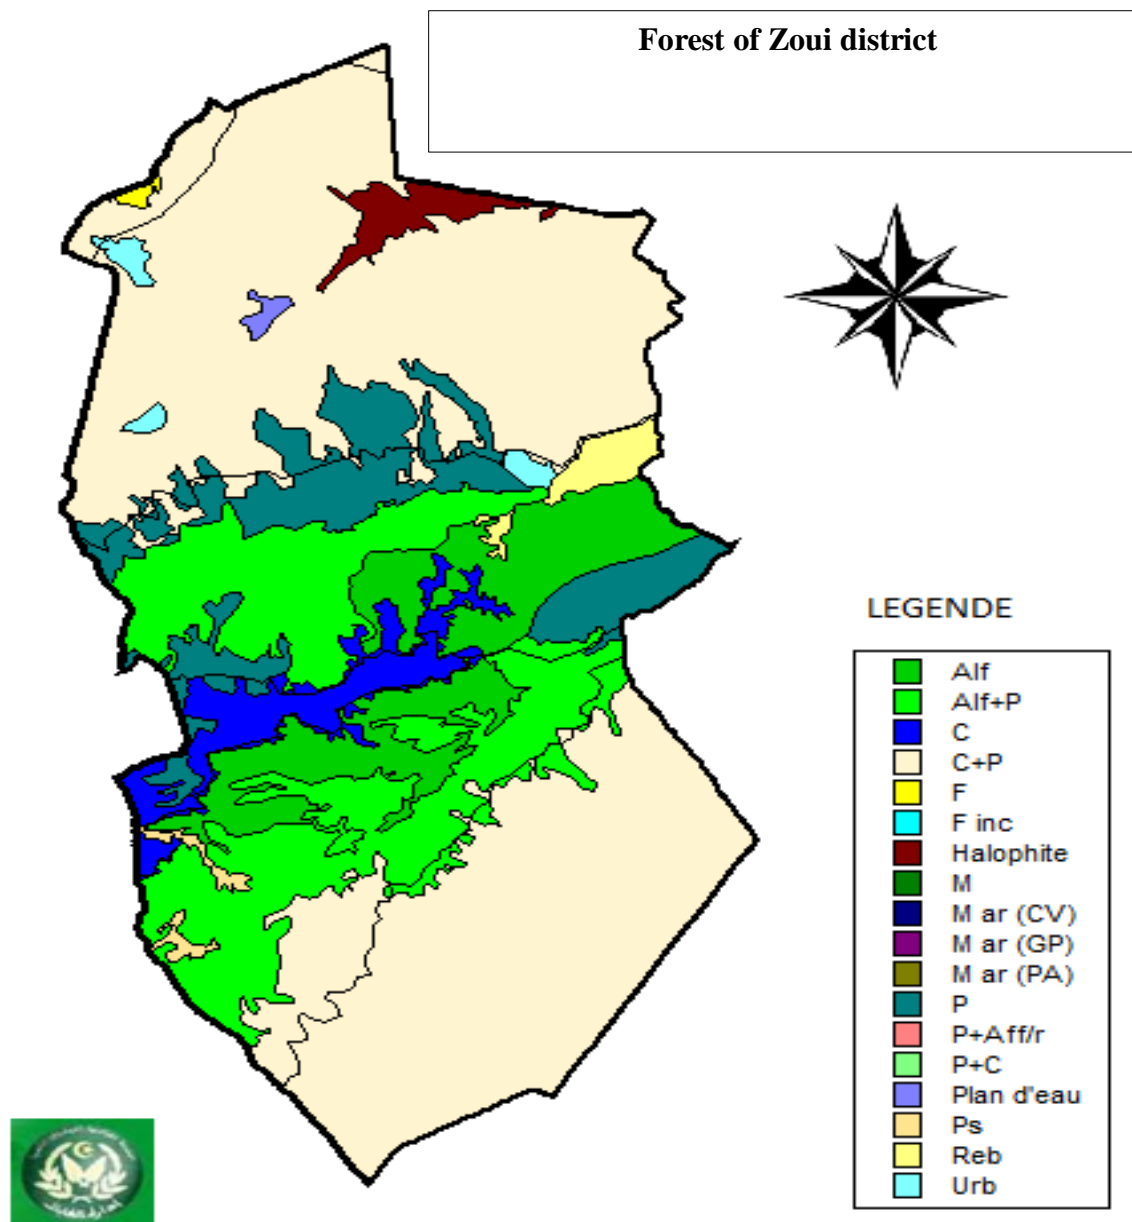 Forest of Zoui district
LEGENDE
Alf
Alf+P
C
C+P
F
F inc
Halophite
M
M ar (CV)
M ar (GP)
M ar (PA)
P
P+Aff/r
P+C
Plan d'eau
Ps
Reb
Urb